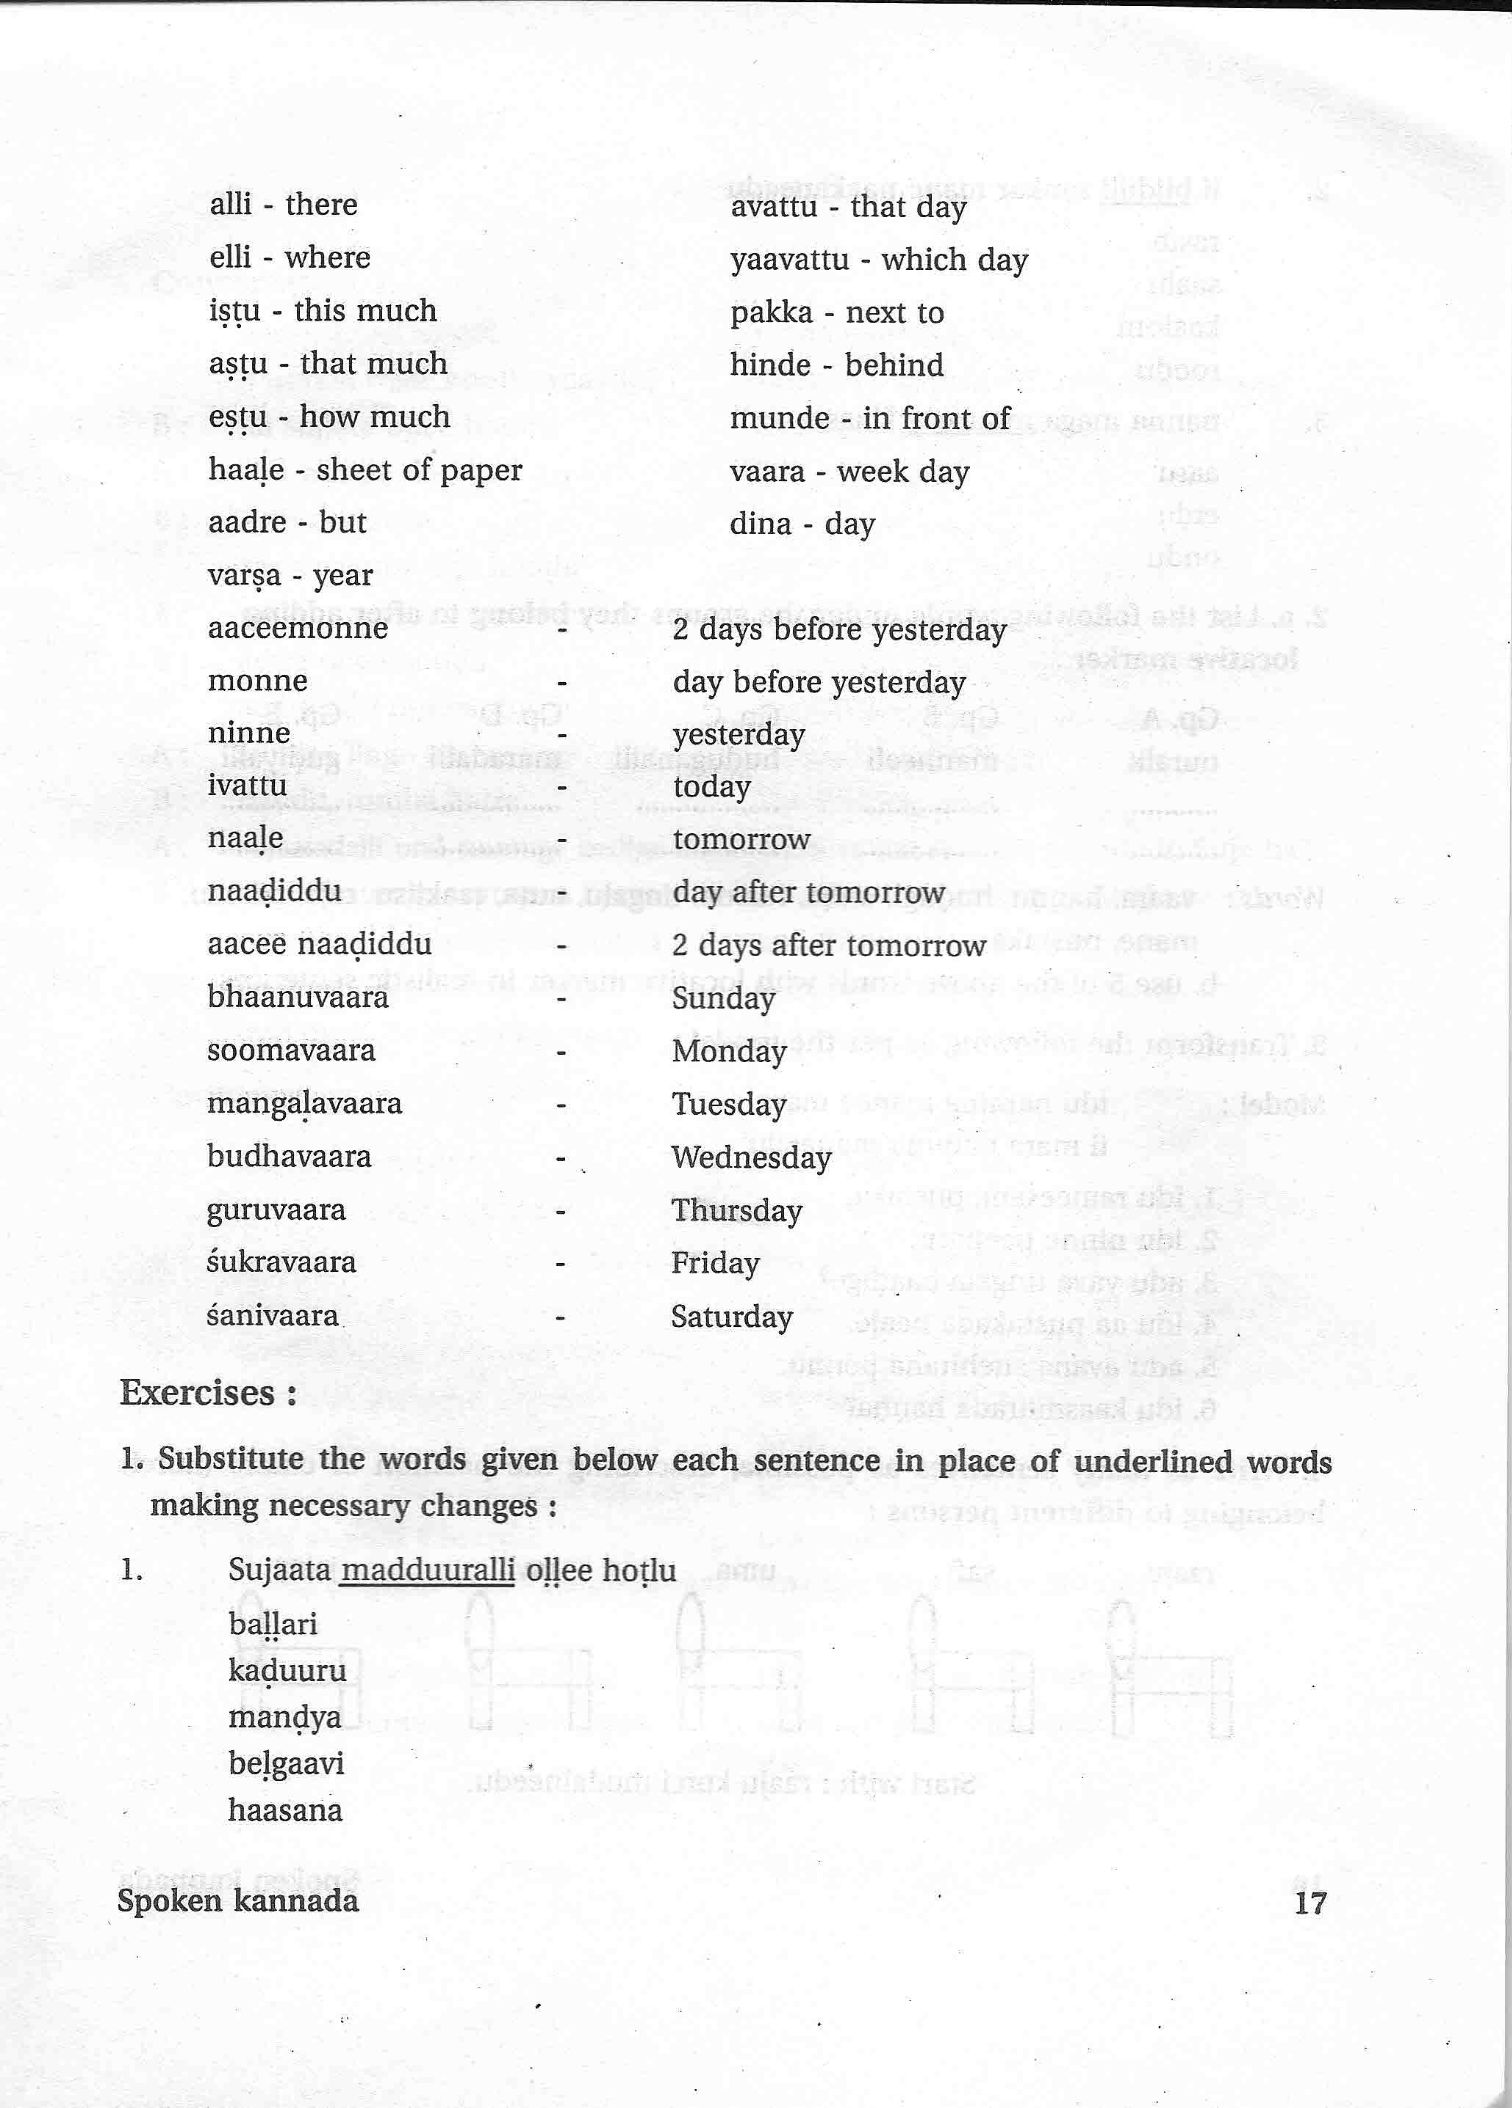 alli - there
elli - where
iṣṭu - this much
aṣṭu - that much
eṣṭu - how much
haaḷe - sheet of paper
aadre - but
varṣa - year
avattu - that day
yaavattu - which day
pakka - next to
hinde - behind
munde - in front of
vaara - week day
dina - day
aaceemonne - 2 days before yesterday
monne - day before yesterday
ninne - yesterday
ivattu - today
naaḷe - tomorrow
naaḍiddu - day after tomorrow
aacee naaḍiddu - 2 days after tomorrow
bhaanuvaara - Sunday
soomavaara - Monday
mangaḷavaara - Tuesday
budhavaara - Wednesday
guruvaara - Thursday
śukravaara - Friday
śanivaara - Saturday
Exercises :
1. Substitute the words given below each sentence in place of underlined words
making necessary changes :
1. Sujaata madduuralli oḷḷee hoṭlu
baḷḷari
kaḍuuru
manḍya
beḷgaavi
haasana
Spoken kannada 17